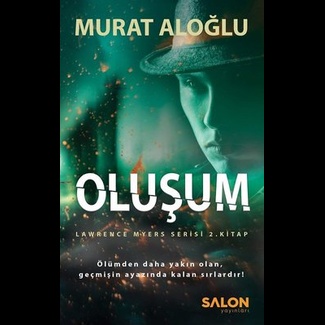 MURAT ALOĞLU
OLUŞUM
LAWRENCE MYERS SERİSİ 2.KİTAP
Ölümden daha yakın olan,
geçmişin ayazında kalan sırlardır!
SALON
yayınları